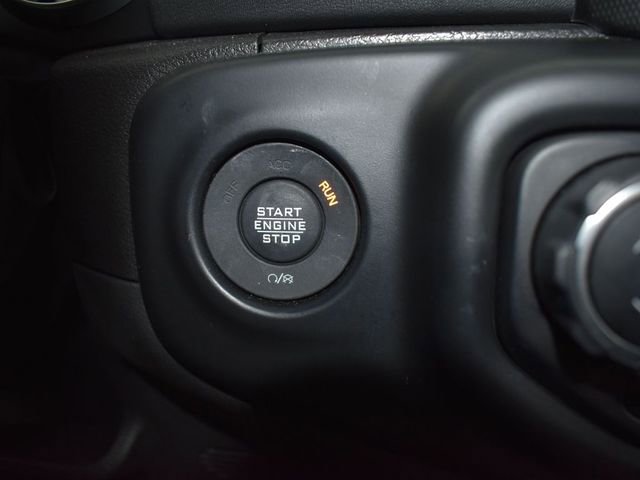 OFF
ACC
RUN
START
ENGINE
STOP